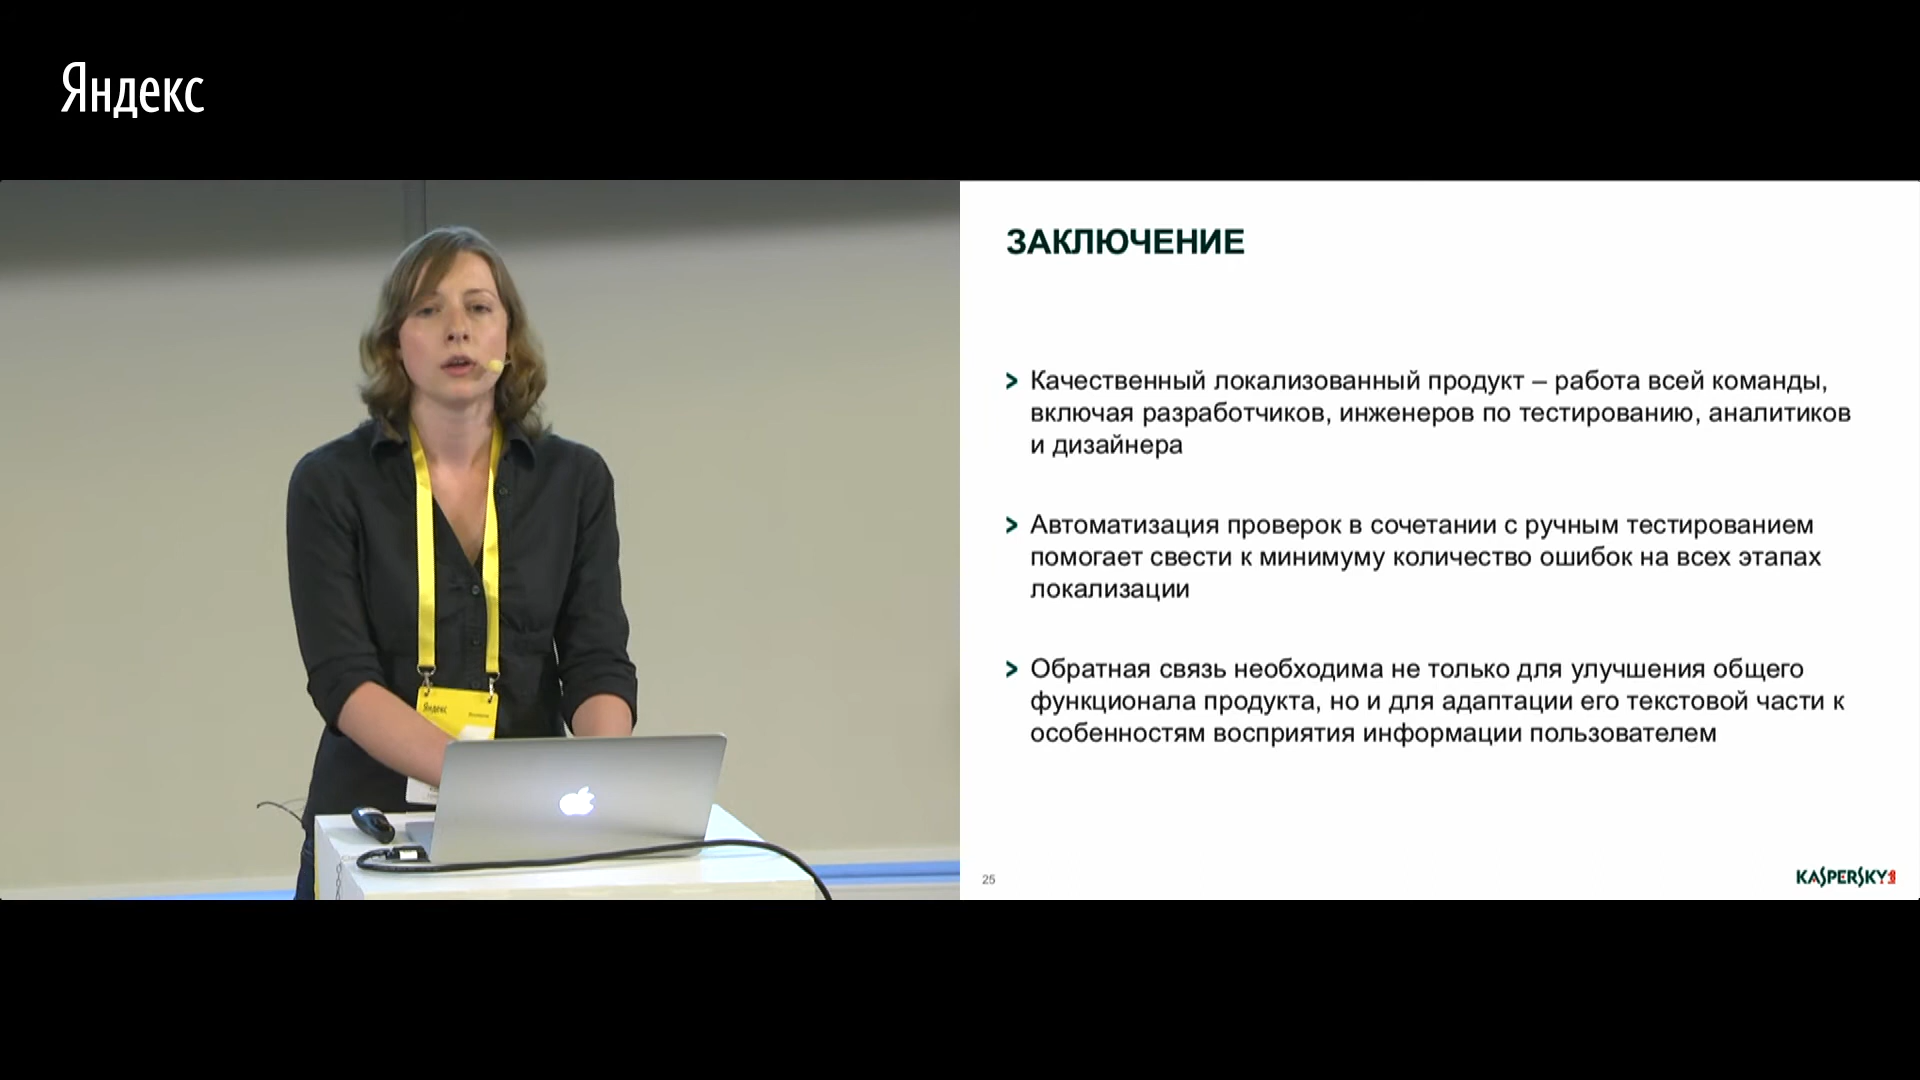 Яндекс
ЗАКЛЮЧЕНИЕ
> Качественный локализованный продукт – работа всей команды,
включая разработчиков, инженеров по тестированию, аналитиков
и дизайнера
> Автоматизация проверок в сочетании с ручным тестированием
помогает свести к минимуму количество ошибок на всех этапах
локализации
> Обратная связь необходима не только для улучшения общего
функционала продукта, но и для адаптации его текстовой части к
особенностям восприятия информации пользователем
25
KASPERSKY
Яндекс